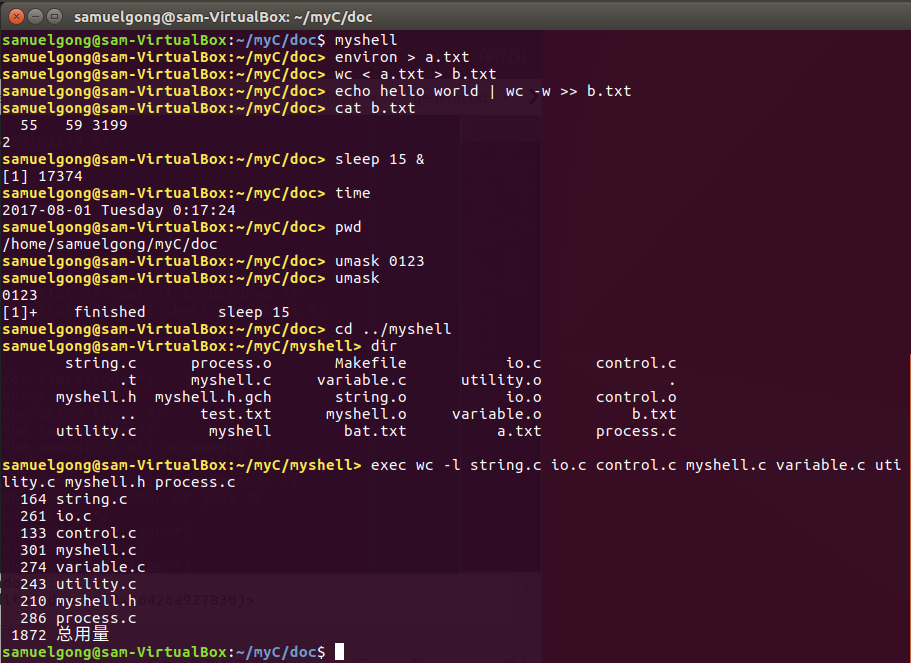 samuelgong@sam-VirtualBox: ~/myC/doc
samuelgong@sam-VirtualBox:~/myC/doc$ myshell
samuelgong@sam-VirtualBox:~/myC/doc> environ > a.txt
samuelgong@sam-VirtualBox:~/myC/doc> wc < a.txt > b.txt
samuelgong@sam-VirtualBox:~/myC/doc> echo hello world | wc -w >> b.txt
samuelgong@sam-VirtualBox:~/myC/doc> cat b.txt
  55   59 3199
2
samuelgong@sam-VirtualBox:~/myC/doc> sleep 15 &
[1] 17374
samuelgong@sam-VirtualBox:~/myC/doc> time
2017-08-01 Tuesday 0:17:24
samuelgong@sam-VirtualBox:~/myC/doc> pwd
/home/samuelgong/myC/doc
samuelgong@sam-VirtualBox:~/myC/doc> umask 0123
samuelgong@sam-VirtualBox:~/myC/doc> umask
0123
[1]+    finished        sleep 15
samuelgong@sam-VirtualBox:~/myC/doc> cd ../myshell
samuelgong@sam-VirtualBox:~/myC/myshell> dir
       string.c      process.o       Makefile           io.c      control.c
             .t      myshell.c     variable.c      utility.o              .
      myshell.h  myshell.h.gch       string.o           io.o      control.o
             ..       test.txt      myshell.o     variable.o          b.txt
      utility.c        myshell        bat.txt          a.txt      process.c
samuelgong@sam-VirtualBox:~/myC/myshell> exec wc -l string.c io.c control.c myshell.c variable.c uti
lity.c myshell.h process.c
  164 string.c
  261 io.c
  133 control.c
  301 myshell.c
  274 variable.c
  243 utility.c
  210 myshell.h
  286 process.c
 1872 总用量
samuelgong@sam-VirtualBox:~/myC/doc$